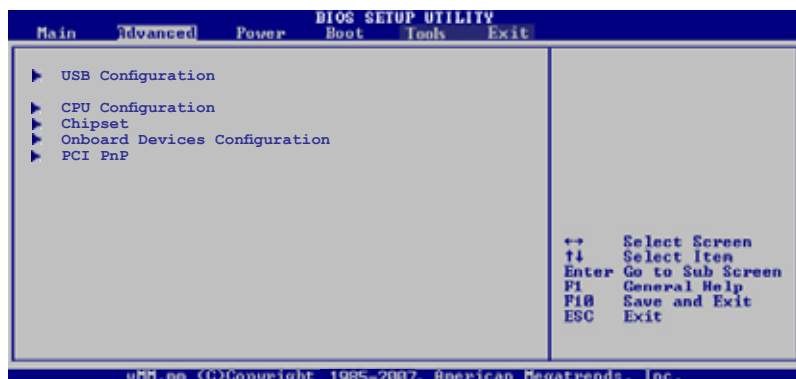 BIOS SETUP UTILITY
Main Advanced Power Boot Tools Exit
USB Configuration
CPU Configuration
Chipset
Onboard Devices Configuration
PCI PnP
↔ Select Screen
↑↓ Select Item
Enter Go to Sub Screen
F1 General Help
F10 Save and Exit
ESC Exit
(C)Copyright 1985-2007, American Megatrends, Inc.